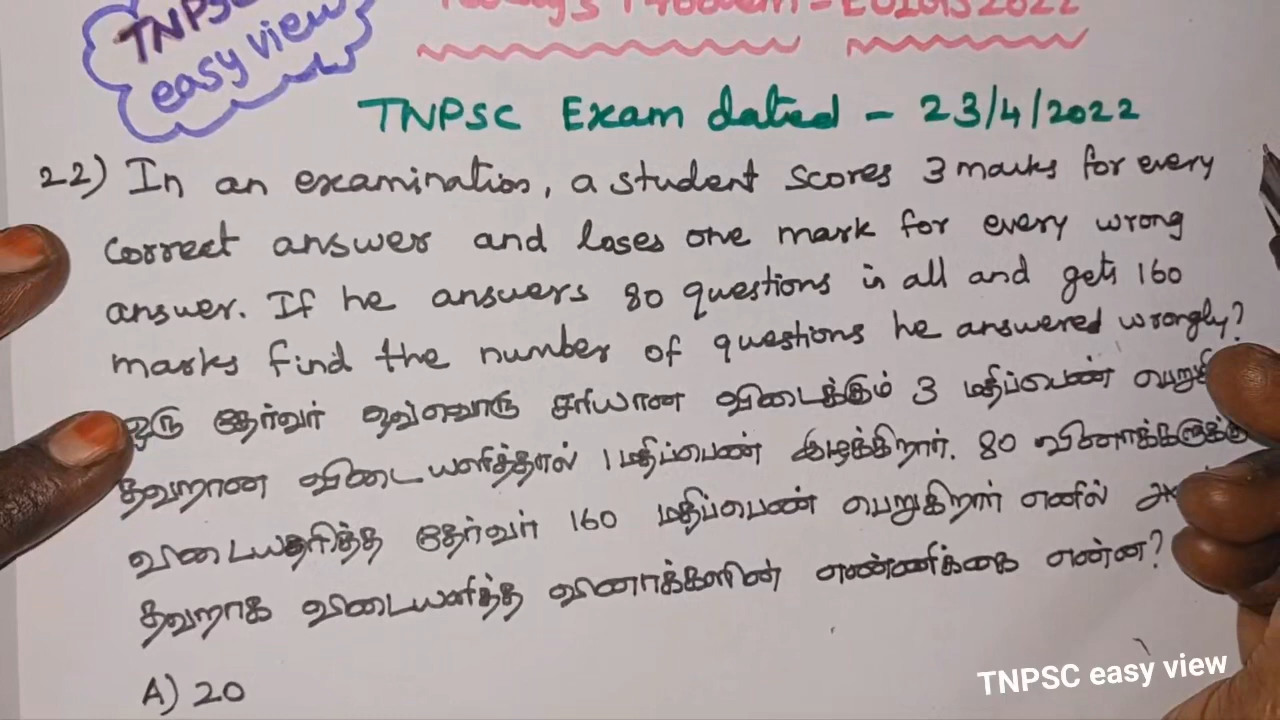 TNPSC
easy view
Today's Problem - 
TNPSC Exam dated - 23/4/2022
22) In an examination, a student scores 3 marks for every
correct answer and loses one mark for every wrong
answer. If he answers 80 questions in all and gets 160
marks find the number of questions he answered wrongly?
ஒரு தேர்வர் ஒவ்வொரு சரியான விடைக்கும் 3 மதிப்பெண்
தவறான விடையளித்தால் 1 மதிப்பெண் இழக்கிறார். 80 வினாக்களுக்கு
விடையளித்த தேர்வர் 160 மதிப்பெண் பெறுகிறார் எனில்
தவறாக விடையளித்த வினாக்களின் எண்ணிக்கை என்ன?
A) 20
TNPSC easy view